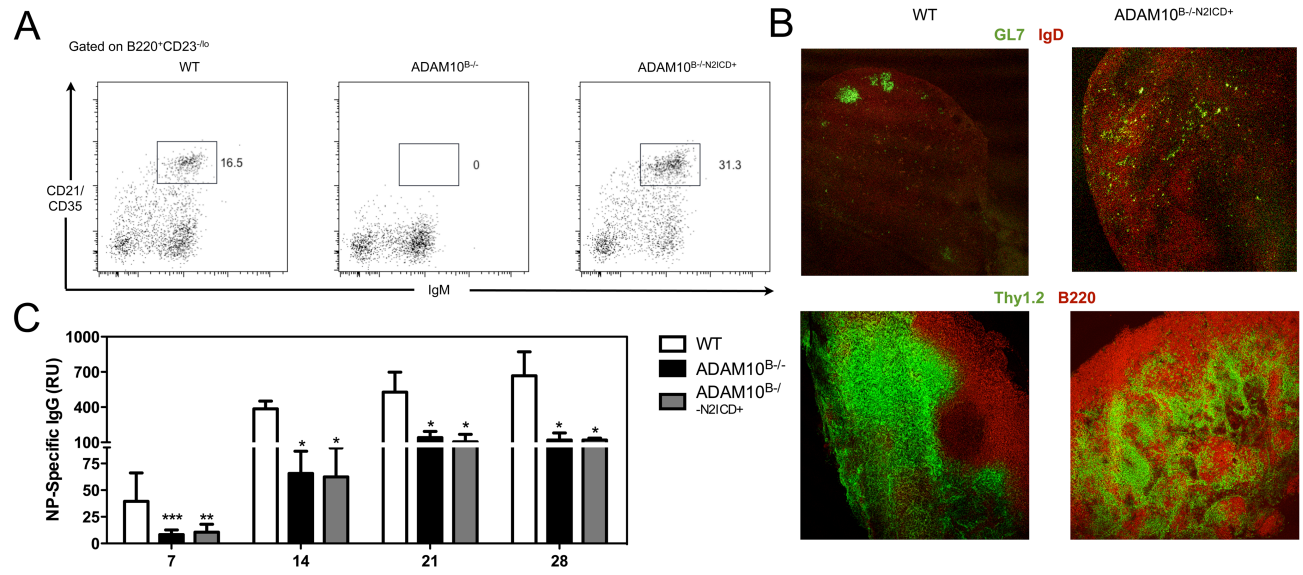 A
Gated on B220⁺CD23⁻/ˡᵒ
WT
ADAM10ᴮ⁻/⁻
ADAM10ᴮ⁻/⁻ᴺ²ᴵᶜᴰ⁺
16.5
0
31.3
CD21/
CD35
IgM
B
WT
ADAM10ᴮ⁻/⁻ᴺ²ᴵᶜᴰ⁺
GL7 IgD
Thy1.2 B220
C
NP-Specific IgG (RU)
1000
700
400
100
75
50
25
0
***
**
*
*
*
*
*
*
7
14
21
28
WT
ADAM10ᴮ⁻/⁻
ADAM10ᴮ⁻/
⁻ᴺ²ᴵᶜᴰ⁺